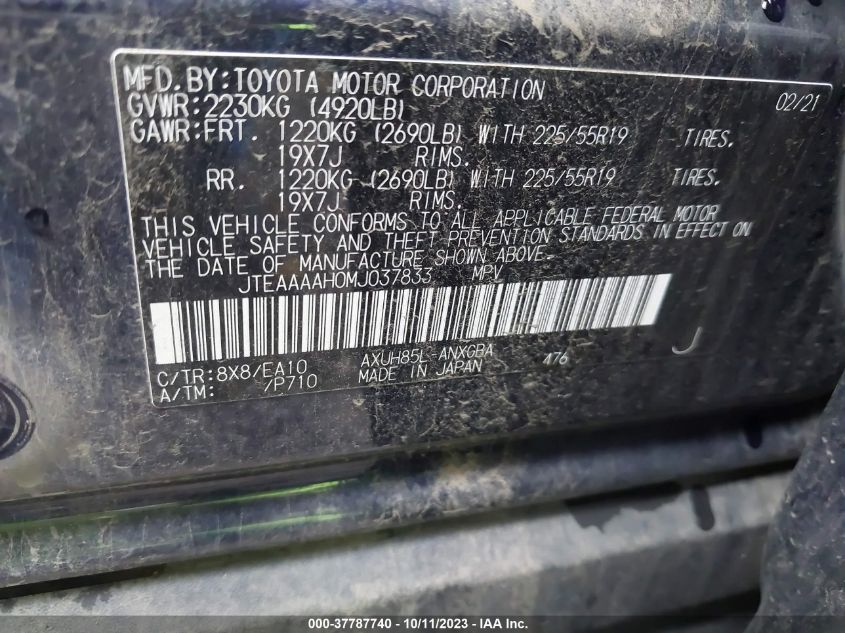 MFD. BY: TOYOTA MOTOR CORPORATION 02/21
GVWR: 2230KG (4920LB)
GAWR: FRT. 1220KG (2690LB) WITH 225/55R19 TIRES.
19X7J RIMS.
RR. 1220KG (2690LB) WITH 225/55R19 TIRES.
19X7J RIMS.
THIS VEHICLE CONFORMS TO ALL APPLICABLE FEDERAL MOTOR
VEHICLE SAFETY AND THEFT PREVENTION STANDARDS IN EFFECT ON
THE DATE OF MANUFACTURE SHOWN ABOVE.
JTEAAAAH0MJ037833 MPV
C/TR: 8X8/EA10 AXUH85L-ANXGBA 476 J
A/TM: /P710 MADE IN JAPAN
000-37787740 - 10/11/2023 - IAA Inc.